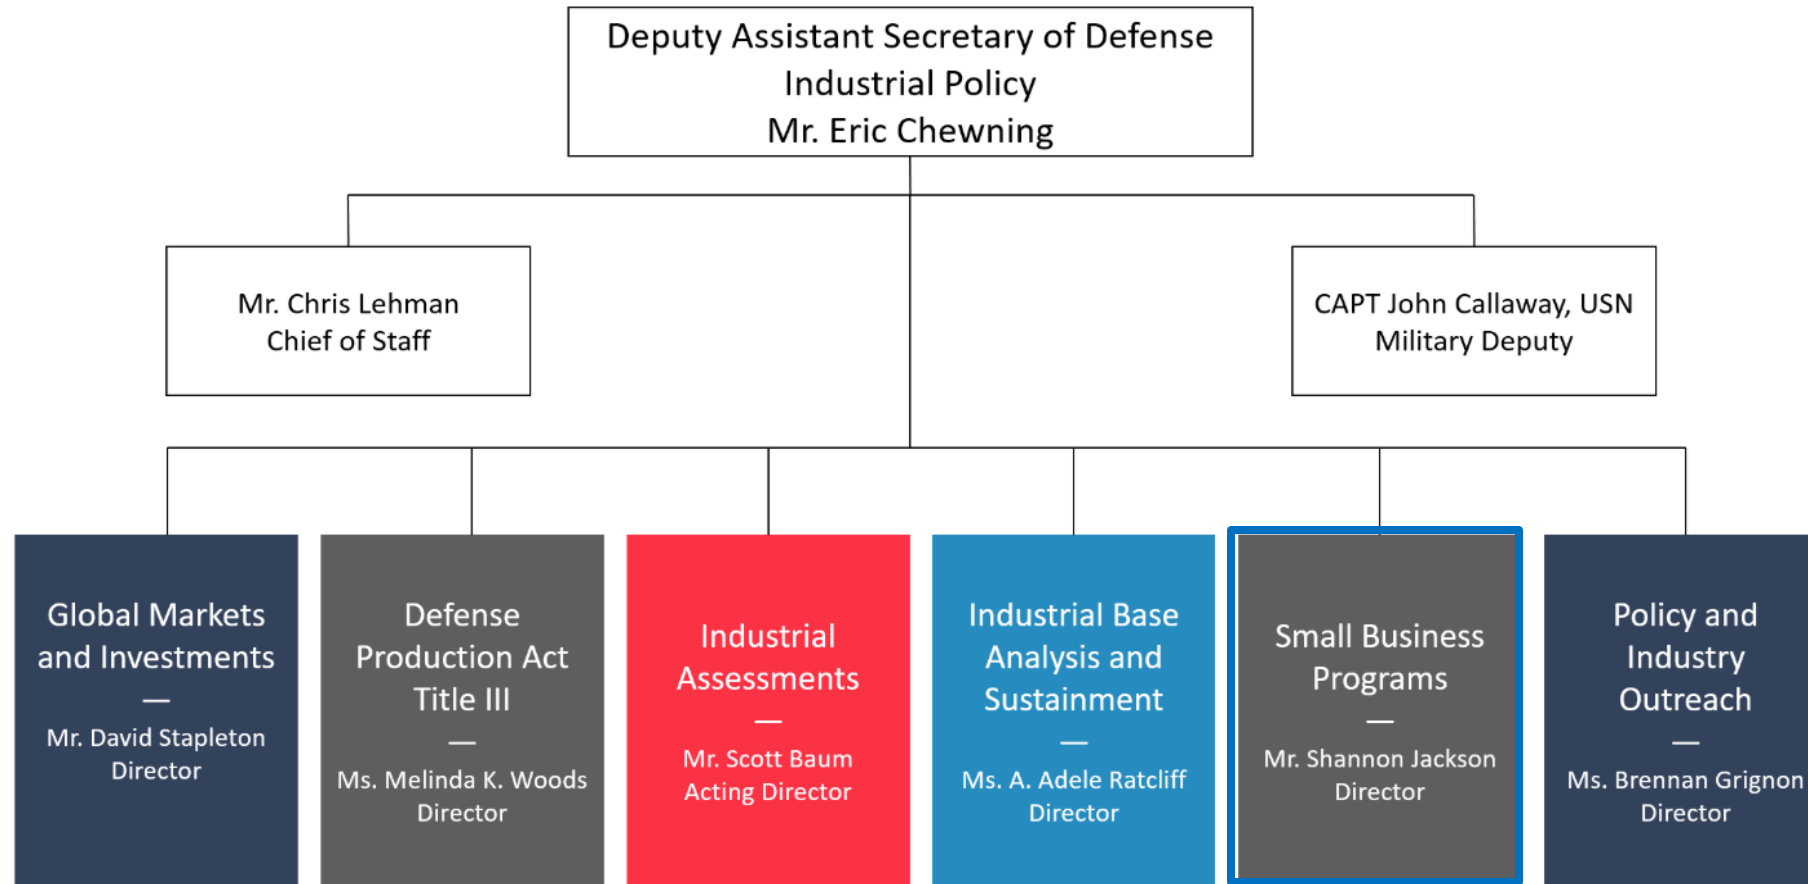 Deputy Assistant Secretary of Defense
Industrial Policy
Mr. Eric Chewning
Mr. Chris Lehman
Chief of Staff
CAPT John Callaway, USN
Military Deputy
Global Markets
and Investments
—
Mr. David Stapleton
Director
Defense
Production Act
Title III
—
Ms. Melinda K. Woods
Director
Industrial
Assessments
—
Mr. Scott Baum
Acting Director
Industrial Base
Analysis and
Sustainment
—
Ms. A. Adele Ratcliff
Director
Small Business
Programs
—
Mr. Shannon Jackson
Director
Policy and
Industry
Outreach
—
Ms. Brennan Grignon
Director